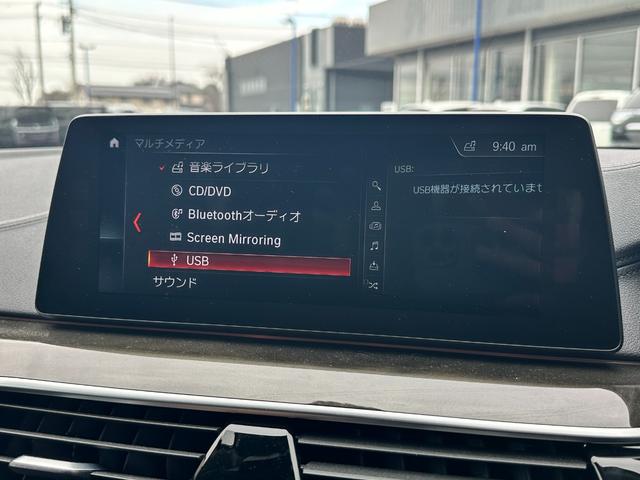 マルチメディア
9:40 am
音楽ライブラリ
CD/DVD
Bluetoothオーディオ
Screen Mirroring
USB
サウンド
USB:
USB機器が接続されていませ